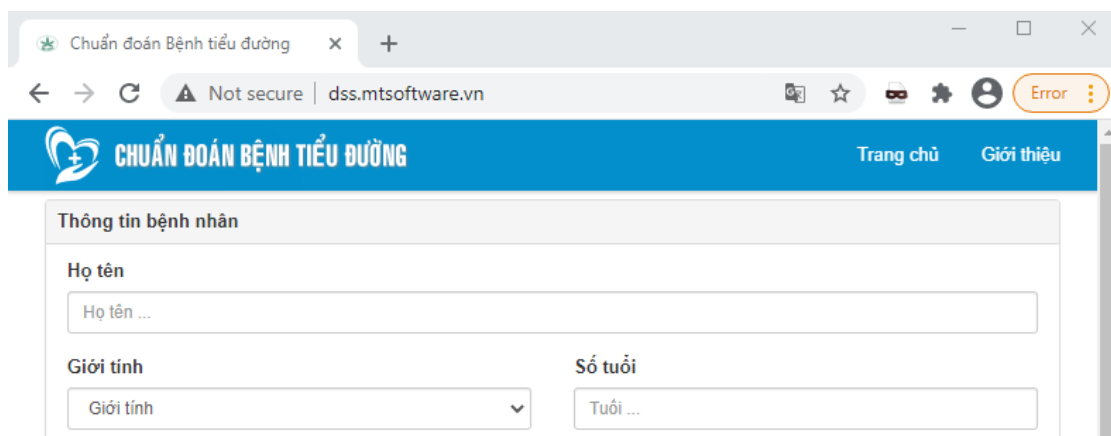 Chuẩn đoán Bệnh tiểu đường
Not secure | dss.mtsoftware.vn Error
CHUẨN ĐOÁN BỆNH TIỂU ĐƯỜNG Trang chủ Giới thiệu
Thông tin bệnh nhân
Họ tên
Họ tên ...
Giới tính Số tuổi
Giới tính Tuổi ...